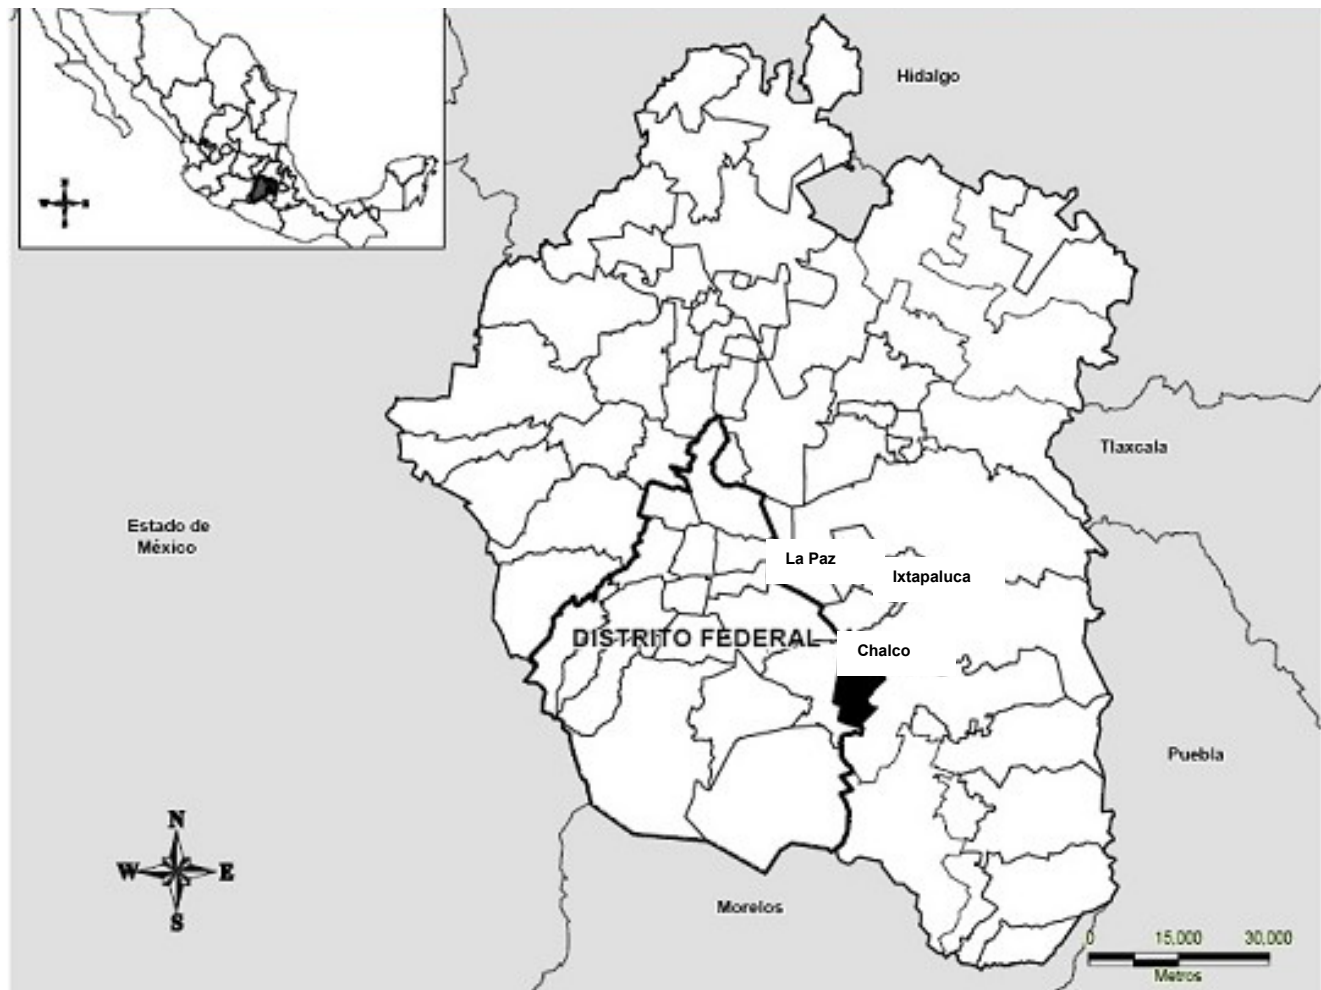 Hidalgo
Tlaxcala
Estado de
México
La Paz
Ixtapaluca
DISTRITO FEDERAL
Chalco
Puebla
N
W E
S
Morelos
0 15,000 30,000
Metros